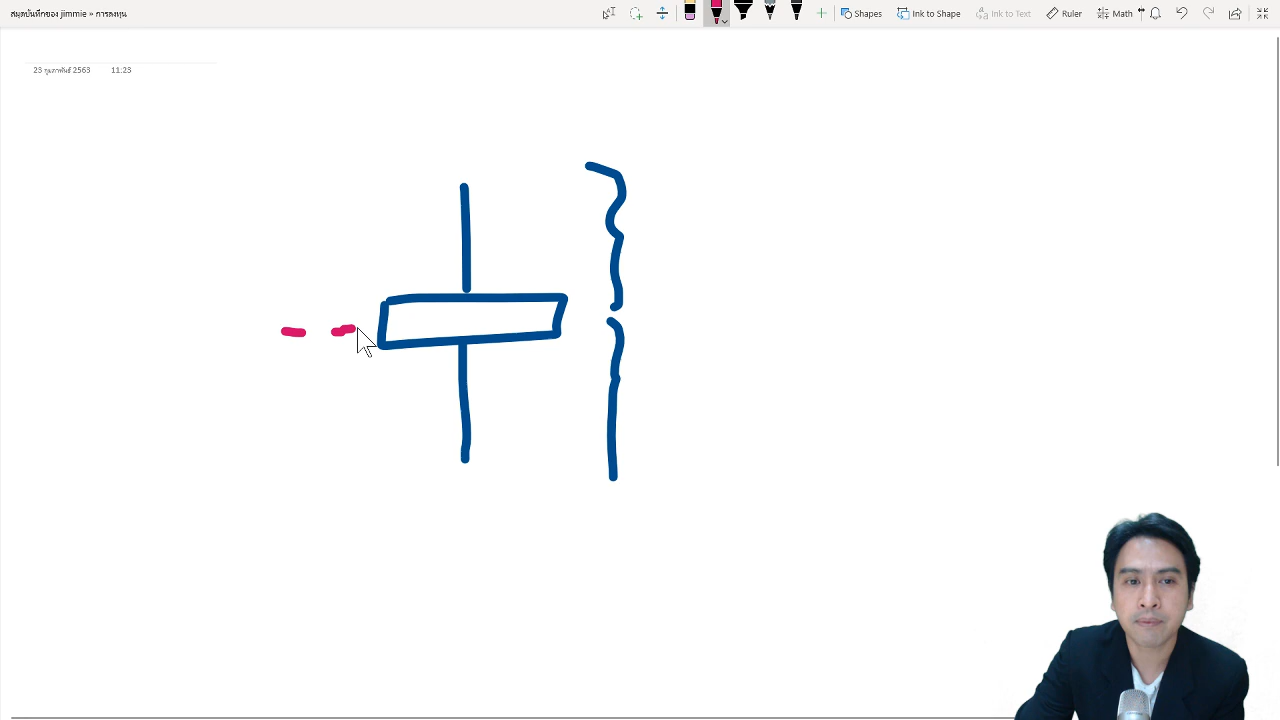 สมุดบันทึกของ jimmie » การลงทุน
Shapes
Ink to Shape
Ink to Text
Ruler
Math
23 กุมภาพันธ์ 2563 11:23